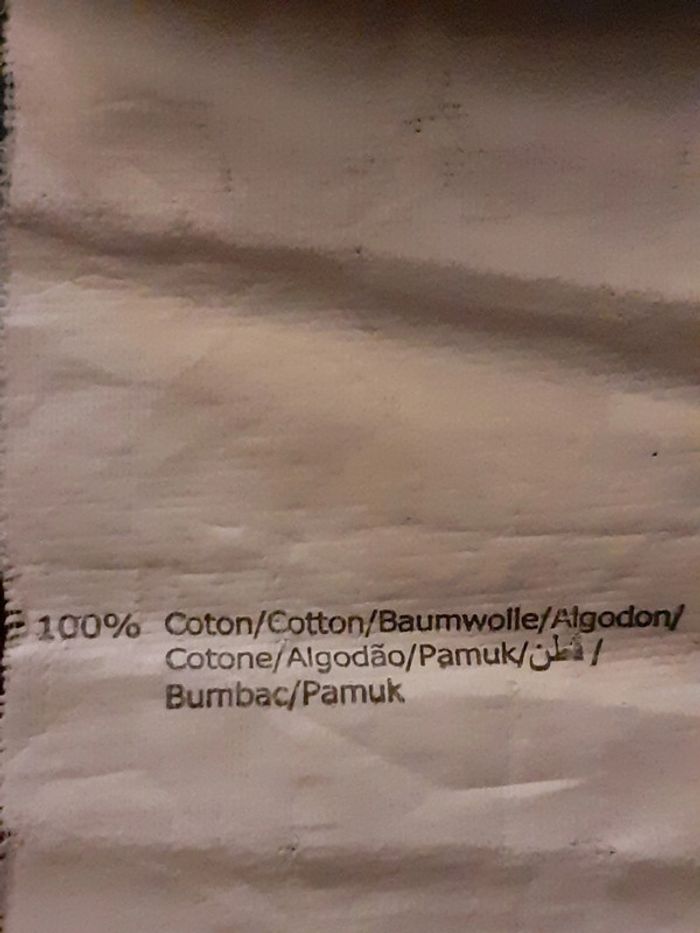 100% Coton/Cotton/Baumwolle/Algodon/
Cotone/Algodão/Pamuk/قطن/
Bumbac/Pamuk